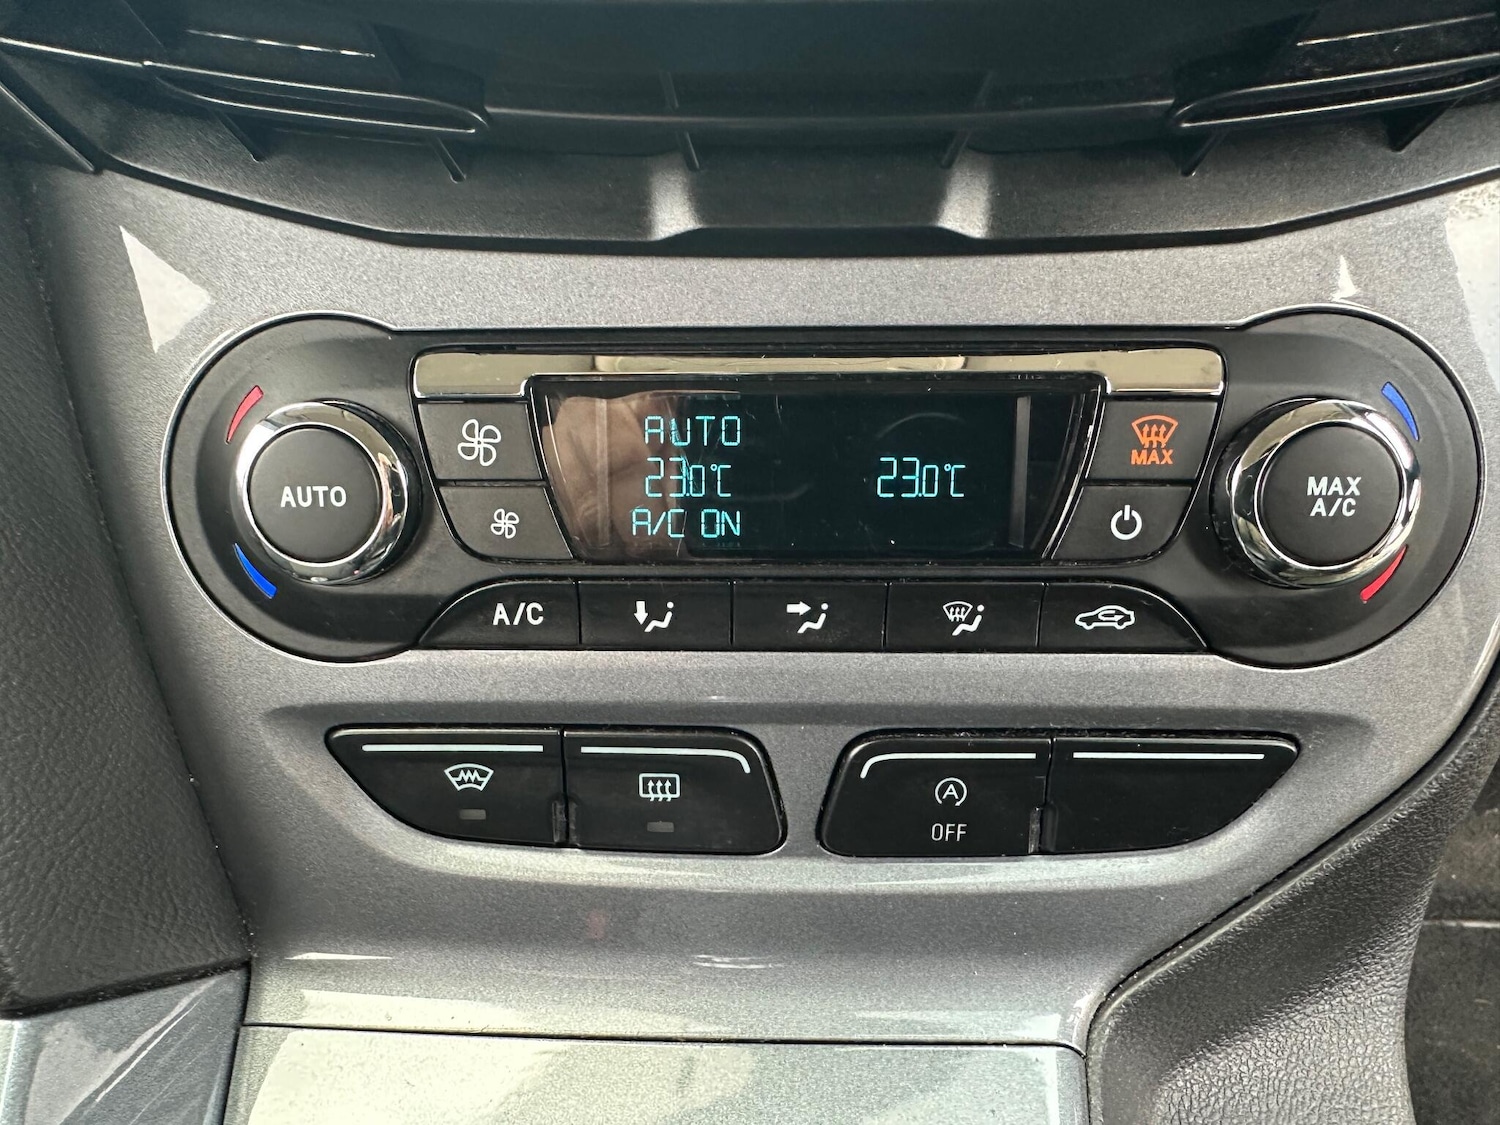 AUTO
AUTO
23.0°C 23.0°C
A/C ON
MAX
MAX
A/C
A/C
A
OFF